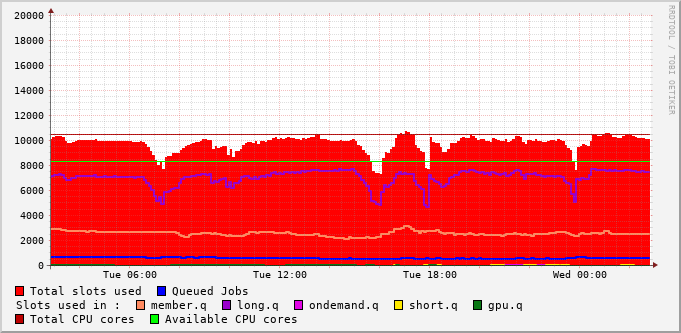 20000
18000
16000
14000
12000
10000
8000
6000
4000
2000
0
Tue 06:00 Tue 12:00 Tue 18:00 Wed 00:00
Total slots used Queued Jobs
Slots used in : member.q long.q ondemand.q short.q gpu.q
Total CPU cores Available CPU cores
RRDTOOL / TOBI OETIKER